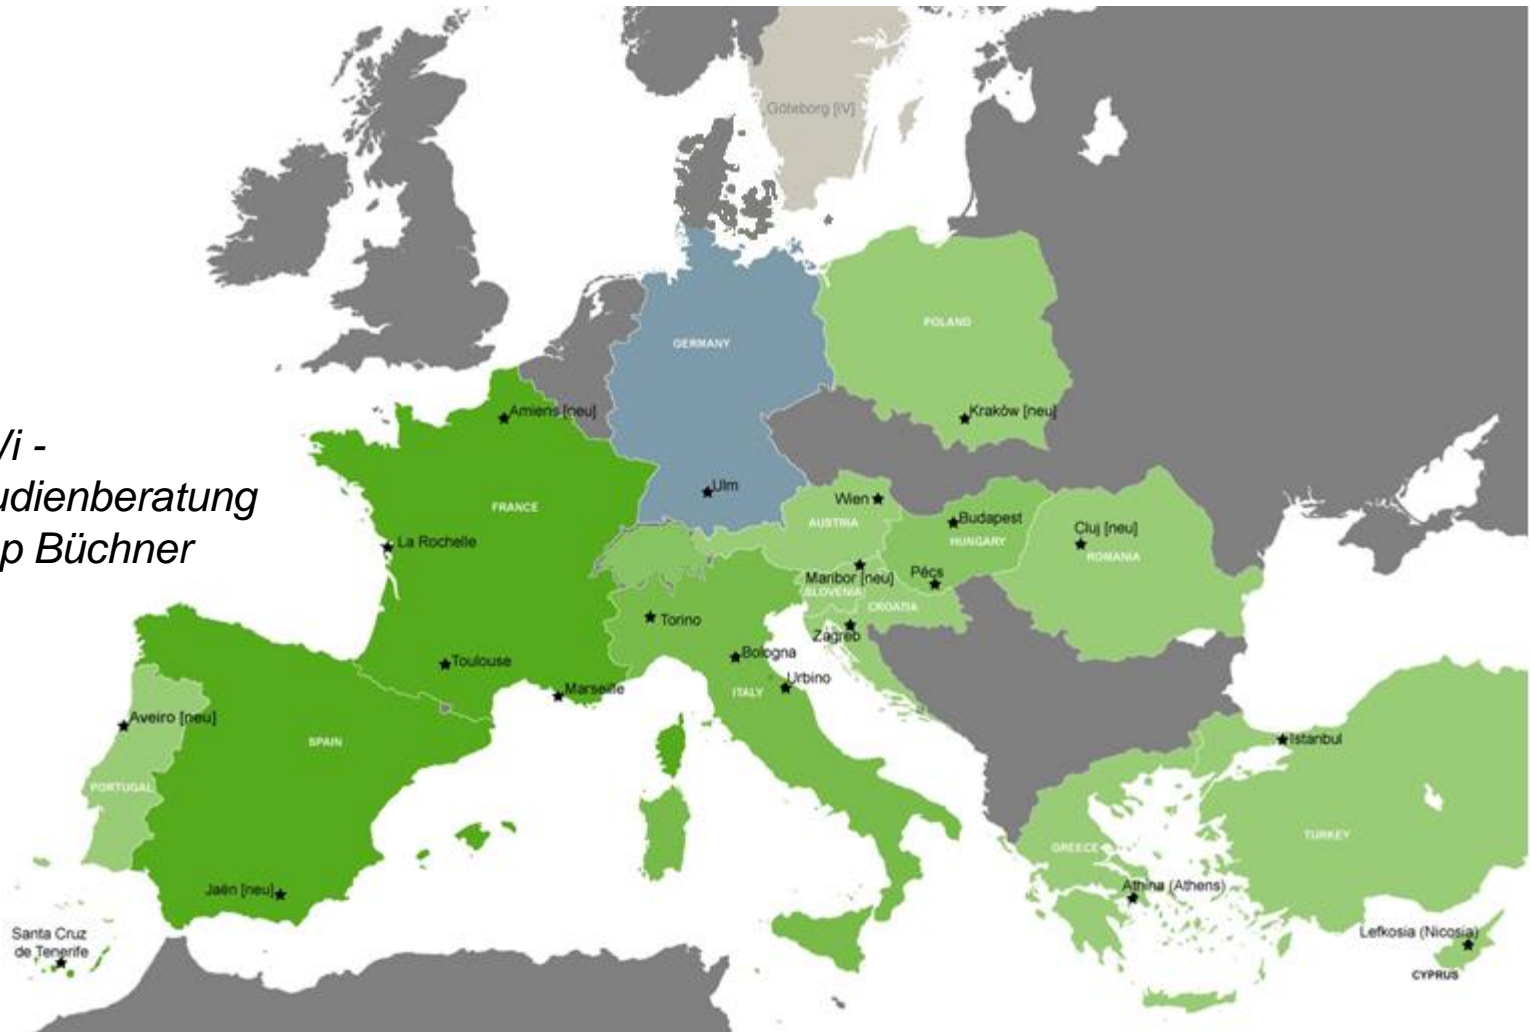 Göteborg [IV]
GERMANY
POLAND
Amiens [neu]
Kraków [neu]
Vi -
udienberatung
p Büchner
Ulm
Wien
FRANCE
AUSTRIA
Budapest
HUNGARY
Cluj [neu]
ROMANIA
La Rochelle
Maribor [neu]
Pécs
SLOVENIA
CROATIA
Torino
Zagreb
Bologna
Toulouse
Urbino
Marseille
ITALY
Aveiro [neu]
SPAIN
Istanbul
PORTUGAL
TURKEY
GREECE
Jaén [neu]
Athina (Athens)
Santa Cruz
de Tenerife
Lefkosia (Nicosia)
CYPRUS